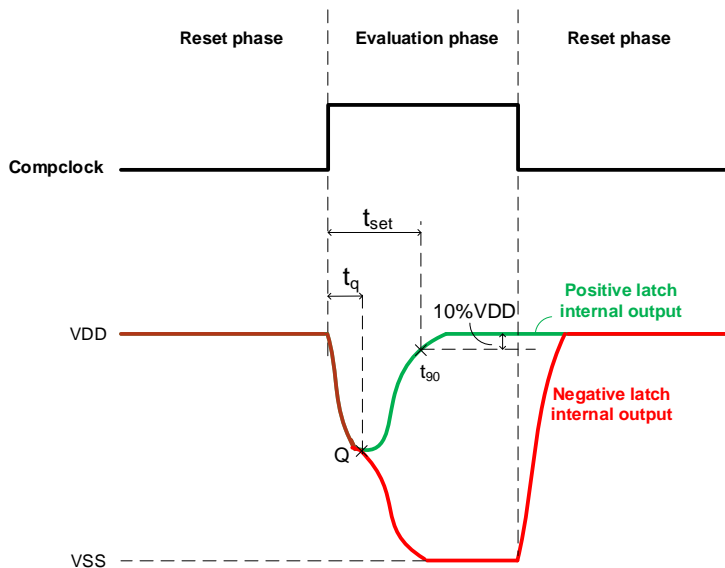 Reset phase
Evaluation phase
Reset phase
Compclock
tset
tq
10%VDD
Positive latch
internal output
VDD
t90
Negative latch
internal output
Q
VSS